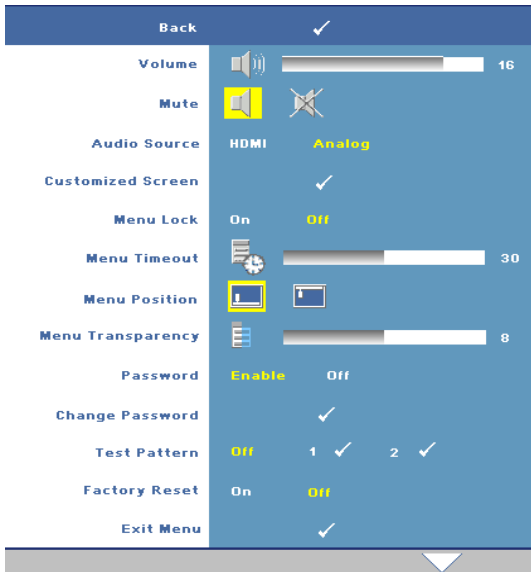 Back
Volume 16
Mute
Audio Source HDMI Analog
Customized Screen
Menu Lock On Off
Menu Timeout 30
Menu Position
Menu Transparency 8
Password Enable Off
Change Password
Test Pattern Off 1 2
Factory Reset On Off
Exit Menu